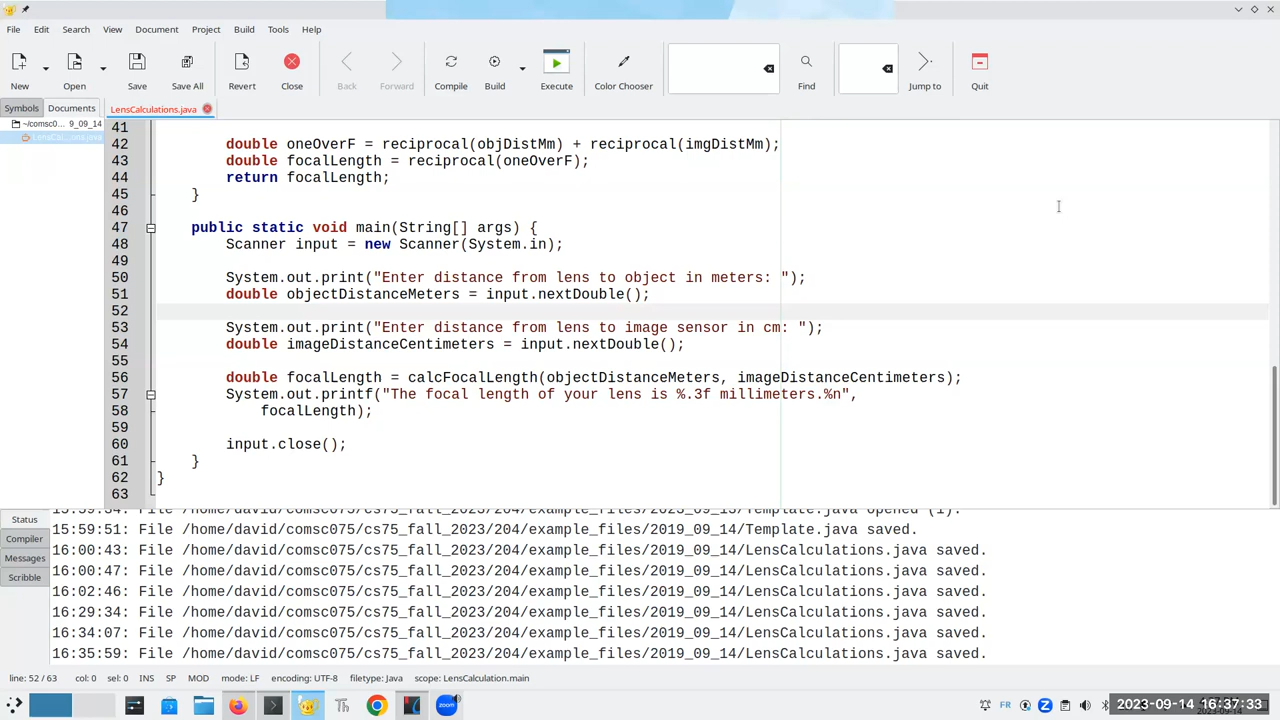 File Edit Search View Document Project Build Tools Help
New Open Save Save All Revert Close Back Forward Compile Build Execute Color Chooser Find Jump to Quit
Symbols Documents LensCalculations.java
~/comsc0... 9_09_14
41
42 double oneOverF = reciprocal(objDistMm) + reciprocal(imgDistMm);
43 double focalLength = reciprocal(oneOverF);
44 return focalLength;
45 }
46
47 public static void main(String[] args) {
48 Scanner input = new Scanner(System.in);
49
50 System.out.print("Enter distance from lens to object in meters: ");
51 double objectDistanceMeters = input.nextDouble();
52
53 System.out.print("Enter distance from lens to image sensor in cm: ");
54 double imageDistanceCentimeters = input.nextDouble();
55
56 double focalLength = calcFocalLength(objectDistanceMeters, imageDistanceCentimeters);
57 System.out.printf("The focal length of your lens is %.3f millimeters.%n",
58 focalLength);
59
60 input.close();
61 }
62 }
63
Status
Compiler
Messages
Scribble
15:59:54: File /home/david/comsc075/cs75_fall_2023/204/example_files/2023_09_15/Template.java opened (1).
15:59:51: File /home/david/comsc075/cs75_fall_2023/204/example_files/2019_09_14/Template.java saved.
16:00:43: File /home/david/comsc075/cs75_fall_2023/204/example_files/2019_09_14/LensCalculations.java saved.
16:00:47: File /home/david/comsc075/cs75_fall_2023/204/example_files/2019_09_14/LensCalculations.java saved.
16:02:46: File /home/david/comsc075/cs75_fall_2023/204/example_files/2019_09_14/LensCalculations.java saved.
16:29:34: File /home/david/comsc075/cs75_fall_2023/204/example_files/2019_09_14/LensCalculations.java saved.
16:34:07: File /home/david/comsc075/cs75_fall_2023/204/example_files/2019_09_14/LensCalculations.java saved.
16:35:59: File /home/david/comsc075/cs75_fall_2023/204/example_files/2019_09_14/LensCalculations.java saved.
line: 52 / 63 col: 0 sel: 0 INS SP MOD mode: LF encoding: UTF-8 filetype: Java scope: LensCalculation.main
Th zoom FR Z 2023-09-14 16:37:33